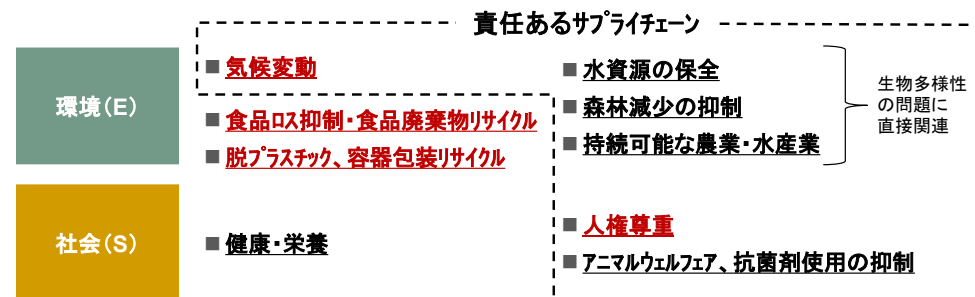 責任あるサプライチェーン
環境(E)
■ 気候変動
■ 食品ロス抑制・食品廃棄物リサイクル
■ 脱プラスチック、容器包装リサイクル
■ 水資源の保全
■ 森林減少の抑制
■ 持続可能な農業・水産業
生物多様性
の問題に
直接関連
社会(S)
■ 健康・栄養
■ 人権尊重
■ アニマルウェルフェア、抗菌剤使用の抑制